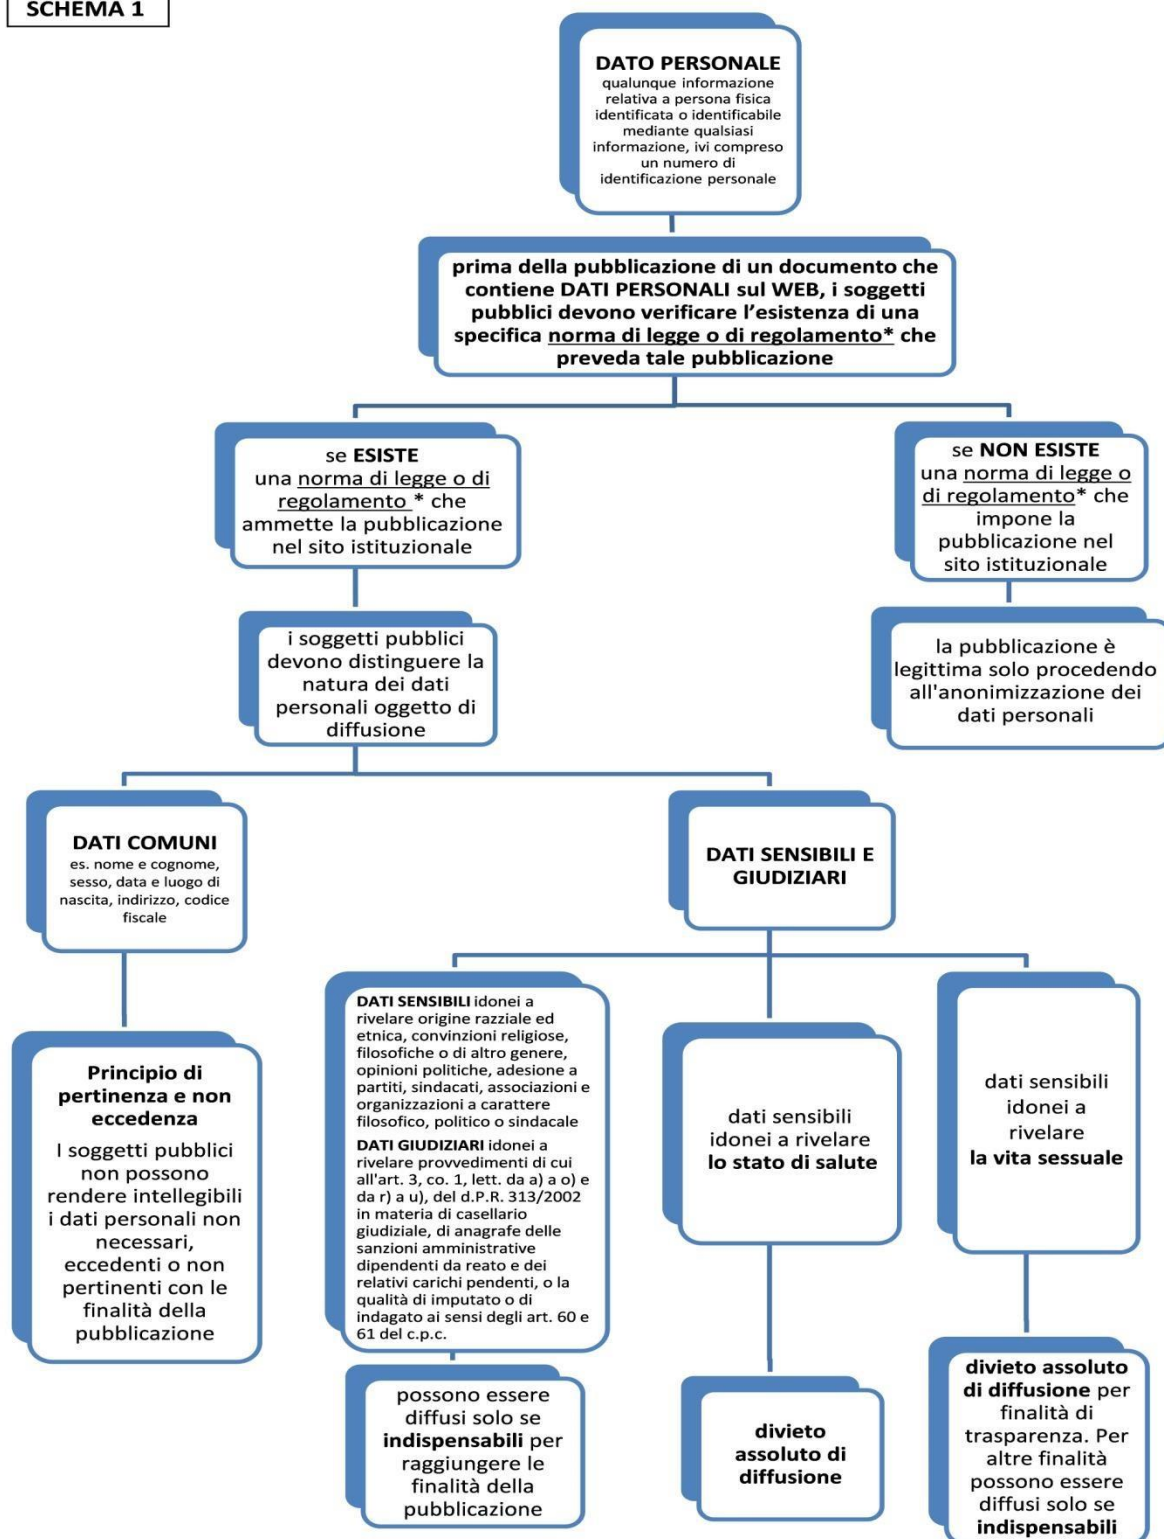 SCHEMA 1
DATO PERSONALE
qualunque informazione
relativa a persona fisica
identificata o identificabile
mediante qualsiasi
informazione, ivi compreso
un numero di
identificazione personale
prima della pubblicazione di un documento che
contiene DATI PERSONALI sul WEB, i soggetti
pubblici devono verificare l'esistenza di una
specifica norma di legge o di regolamento* che
preveda tale pubblicazione
se ESISTE
una norma di legge o di
regolamento * che
ammette la pubblicazione
nel sito istituzionale
se NON ESISTE
una norma di legge o
di regolamento* che
impone la
pubblicazione nel
sito istituzionale
i soggetti pubblici
devono distinguere la
natura dei dati
personali oggetto di
diffusione
la pubblicazione è
legittima solo procedendo
all'anonimizzazione dei
dati personali
DATI COMUNI
es. nome e cognome,
sesso, data e luogo di
nascita, indirizzo, codice
fiscale
DATI SENSIBILI E
GIUDIZIARI
Principio di
pertinenza e non
eccedenza
I soggetti pubblici
non possono
rendere intellegibili
i dati personali non
necessari,
eccedenti o non
pertinenti con le
finalità della
pubblicazione
DATI SENSIBILI idonei a
rivelare origine razziale ed
etnica, convinzioni religiose,
filosofiche o di altro genere,
opinioni politiche, adesione a
partiti, sindacati, associazioni e
organizzazioni a carattere
filosofico, politico o sindacale
DATI GIUDIZIARI idonei a
rivelare provvedimenti di cui
all'art. 3, co. 1, lett. da a) a o) e
da r) a u), del d.P.R. 313/2002
in materia di casellario
giudiziale, di anagrafe delle
sanzioni amministrative
dipendenti da reato e dei
relativi carichi pendenti, o la
qualità di imputato o di
indagato ai sensi degli art. 60 e
61 del c.p.c.
dati sensibili
idonei a rivelare
lo stato di salute
dati sensibili
idonei a
rivelare
la vita sessuale
possono essere
diffusi solo se
indispensabili per
raggiungere le
finalità della
pubblicazione
divieto
assoluto di
diffusione
divieto assoluto
di diffusione per
finalità di
trasparenza. Per
altre finalità
possono essere
diffusi solo se
indispensabili